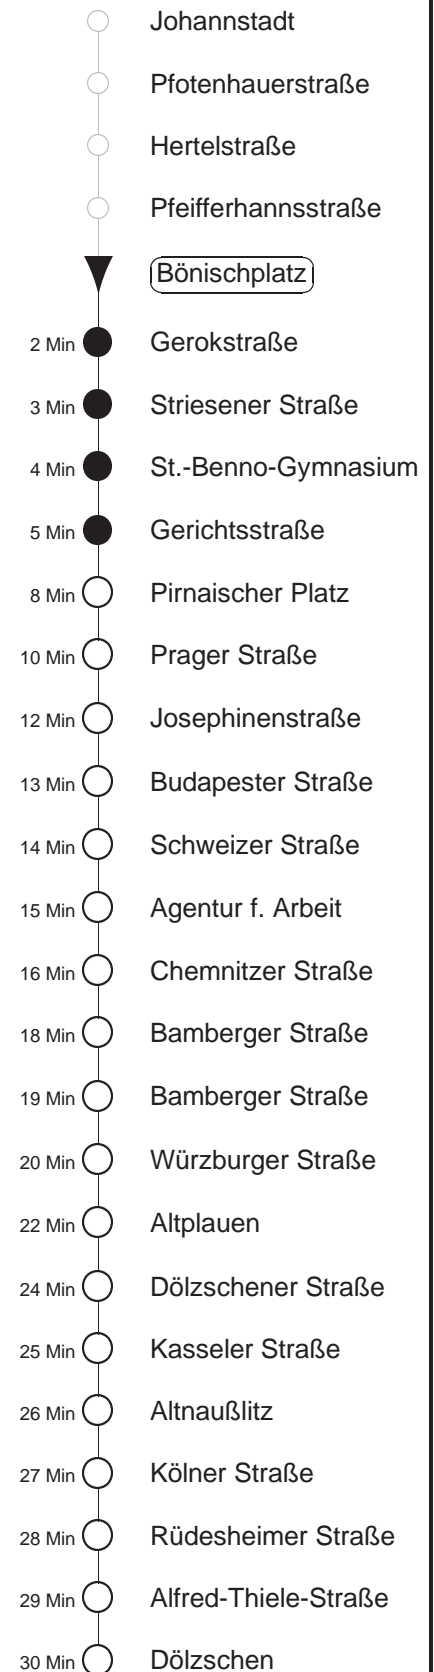 Johannstadt
Pfotenhauerstraße
Hertelstraße
Pfeifferhannsstraße
Bönischplatz
2 Min Gerokstraße
3 Min Striesener Straße
4 Min St.-Benno-Gymnasium
5 Min Gerichtsstraße
8 Min Pirnaischer Platz
10 Min Prager Straße
12 Min Josephinenstraße
13 Min Budapester Straße
14 Min Schweizer Straße
15 Min Agentur f. Arbeit
16 Min Chemnitzer Straße
18 Min Bamberger Straße
19 Min Bamberger Straße
20 Min Würzburger Straße
22 Min Altplauen
24 Min Dölzschener Straße
25 Min Kasseler Straße
26 Min Altnaußlitz
27 Min Kölner Straße
28 Min Rüdesheimer Straße
29 Min Alfred-Thiele-Straße
30 Min Dölzschen